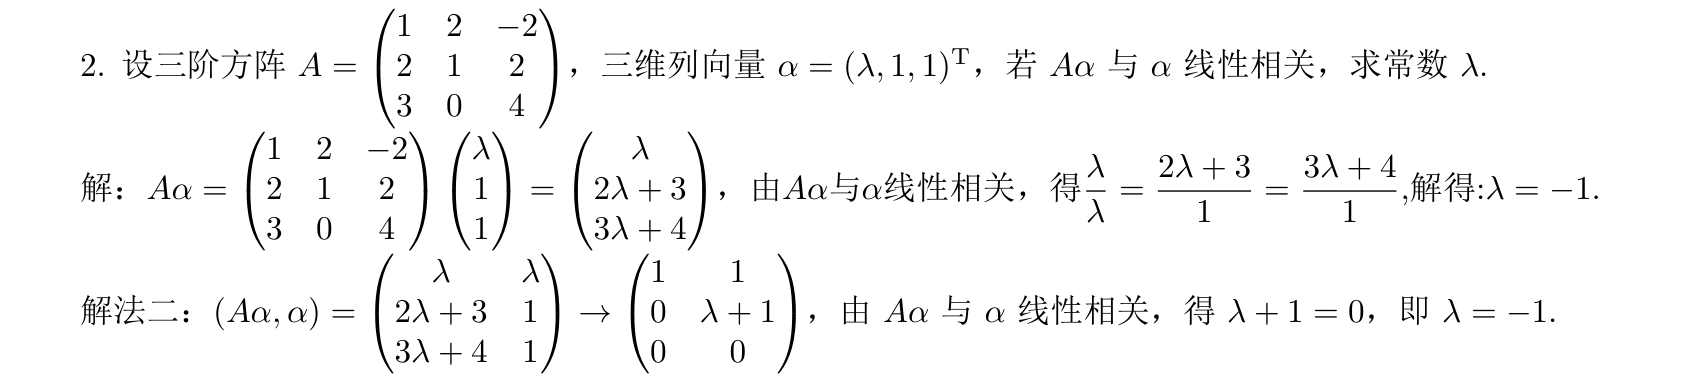 2. 设三阶方阵 $A = \begin{pmatrix} 1 & 2 & -2 \\ 2 & 1 & 2 \\ 3 & 0 & 4 \end{pmatrix}$，三维列向量 $\alpha = (\lambda, 1, 1)^{\mathrm{T}}$，若 $A\alpha$ 与 $\alpha$ 线性相关，求常数 $\lambda$.
解：$A\alpha = \begin{pmatrix} 1 & 2 & -2 \\ 2 & 1 & 2 \\ 3 & 0 & 4 \end{pmatrix} \begin{pmatrix} \lambda \\ 1 \\ 1 \end{pmatrix} = \begin{pmatrix} \lambda \\ 2\lambda + 3 \\ 3\lambda + 4 \end{pmatrix}$，由$A\alpha$与$\alpha$线性相关，得$\dfrac{\lambda}{\lambda} = \dfrac{2\lambda + 3}{1} = \dfrac{3\lambda + 4}{1}$,解得:$\lambda = -1$.
解法二：$(A\alpha, \alpha) = \begin{pmatrix} \lambda & \lambda \\ 2\lambda + 3 & 1 \\ 3\lambda + 4 & 1 \end{pmatrix} \to \begin{pmatrix} 1 & 1 \\ 0 & \lambda + 1 \\ 0 & 0 \end{pmatrix}$，由 $A\alpha$ 与 $\alpha$ 线性相关，得 $\lambda + 1 = 0$，即 $\lambda = -1$.